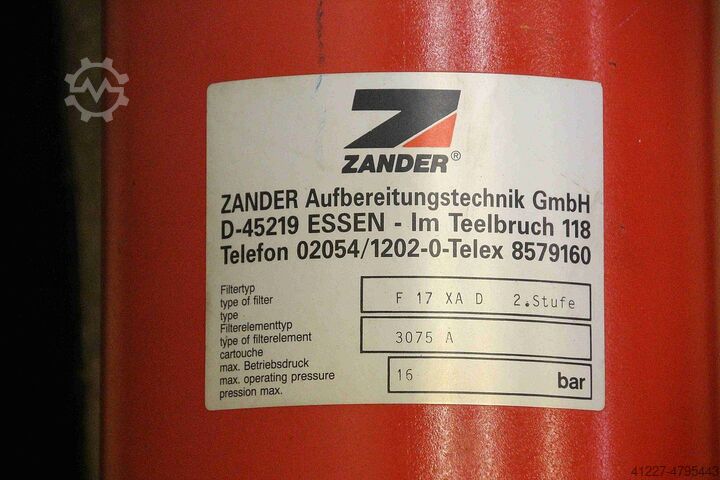 ZANDER®
ZANDER Aufbereitungstechnik GmbH
D-45219 ESSEN - Im Teelbruch 118
Telefon 02054/1202-0-Telex 8579160
Filtertyp
type of filter
type
F 17 XA D 2.Stufe
Filterelementtyp
type of filterelement
cartouche
3075 A
max. Betriebsdruck
max. operating pressure
pression max.
16 bar
41227-4795443